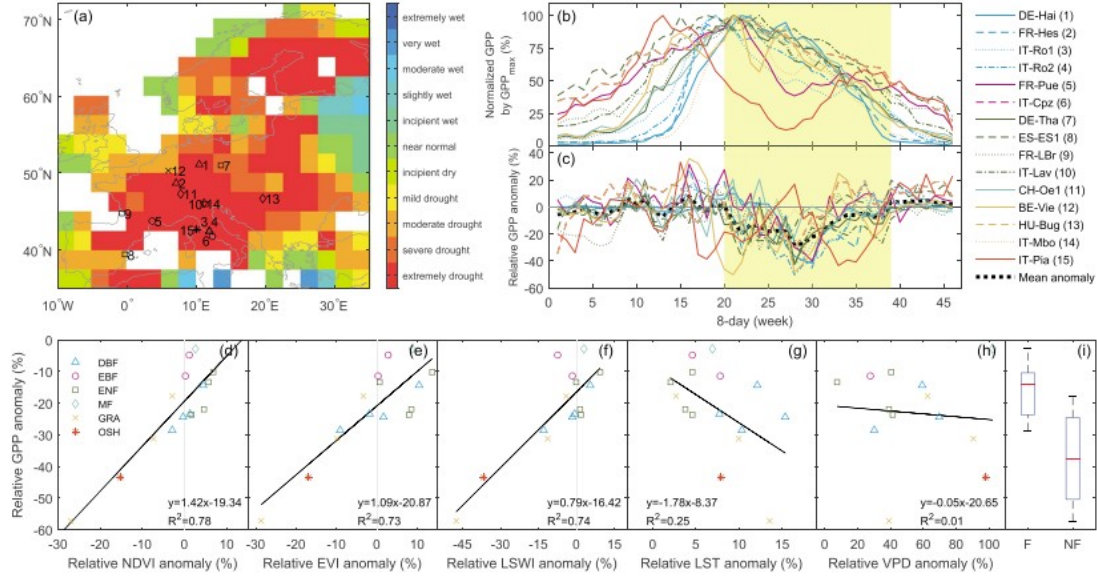 (a)
70°N
60°N
50°N
40°N
10°W
0°
10°E
20°E
30°E
1
2
3
4
5
6
7
8
9
10
11
12
13
14
15
extremely wet
very wet
moderate wet
slightly wet
incipient wet
near normal
incipient dry
mild drought
moderate drought
severe drought
extremely drought
(b)
Normalized GPP
by GPPmax (%)
100
75
50
25
0
(c)
Relative GPP anomaly (%)
40
20
0
-20
-40
-60
0 5 10 15 20 25 30 35 40 45
8-day (week)
DE-Hai (1)
FR-Hes (2)
IT-Ro1 (3)
IT-Ro2 (4)
FR-Pue (5)
IT-Cpz (6)
DE-Tha (7)
ES-ES1 (8)
FR-LBr (9)
IT-Lav (10)
CH-Oe1 (11)
BE-Vie (12)
HU-Bug (13)
IT-Mbo (14)
IT-Pia (15)
Mean anomaly
Relative GPP anomaly (%)
0
-10
-20
-30
-40
-50
-60
(d)
DBF
EBF
ENF
MF
GRA
OSH
y=1.42x-19.34
R²=0.78
-30 -20 -10 0 10
Relative NDVI anomaly (%)
(e)
y=1.09x-20.87
R²=0.73
-30 -20 -10 0 10
Relative EVI anomaly (%)
(f)
y=0.79x-16.42
R²=0.74
-45 -30 -15 0 15
Relative LSWI anomaly (%)
(g)
y=-1.78x-8.37
R²=0.25
0 5 10 15
Relative LST anomaly (%)
(h)
y=-0.05x-20.65
R²=0.01
0 20 40 60 80 100
Relative VPD anomaly (%)
(i)
F NF